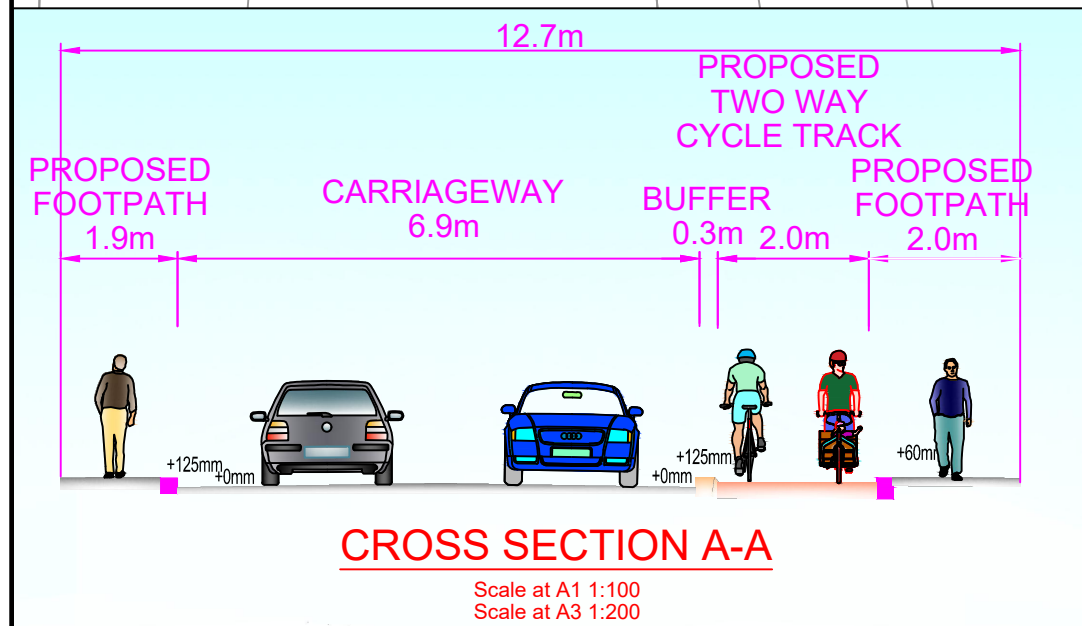 12.7m
PROPOSED
TWO WAY
CYCLE TRACK
PROPOSED
FOOTPATH
1.9m
CARRIAGEWAY
6.9m
BUFFER
0.3m
2.0m
PROPOSED
FOOTPATH
2.0m
+125mm
+0mm
+125mm
+0mm
+60mm
CROSS SECTION A-A
Scale at A1 1:100
Scale at A3 1:200